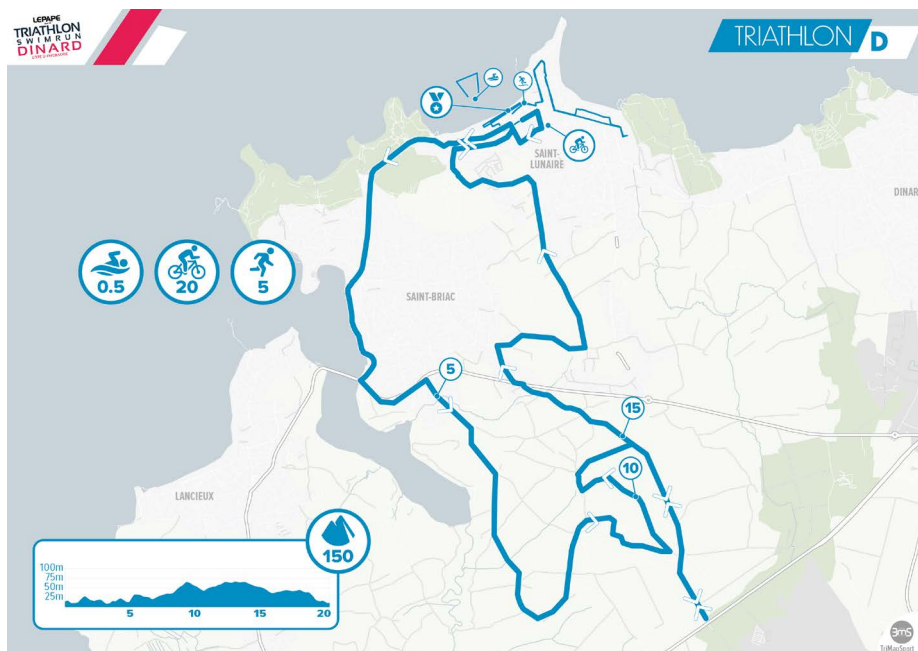 LEPAPE
TRIATHLON
SWIMRUN
DINARD
TRIATHLON D
SAINT-
LUNAIRE
DINAR
0.5
20
5
SAINT-BRIAC
5
15
10
LANCIEUX
150
100m
75m
50m
25m
5
10
15
20
3mS
TriMapSport